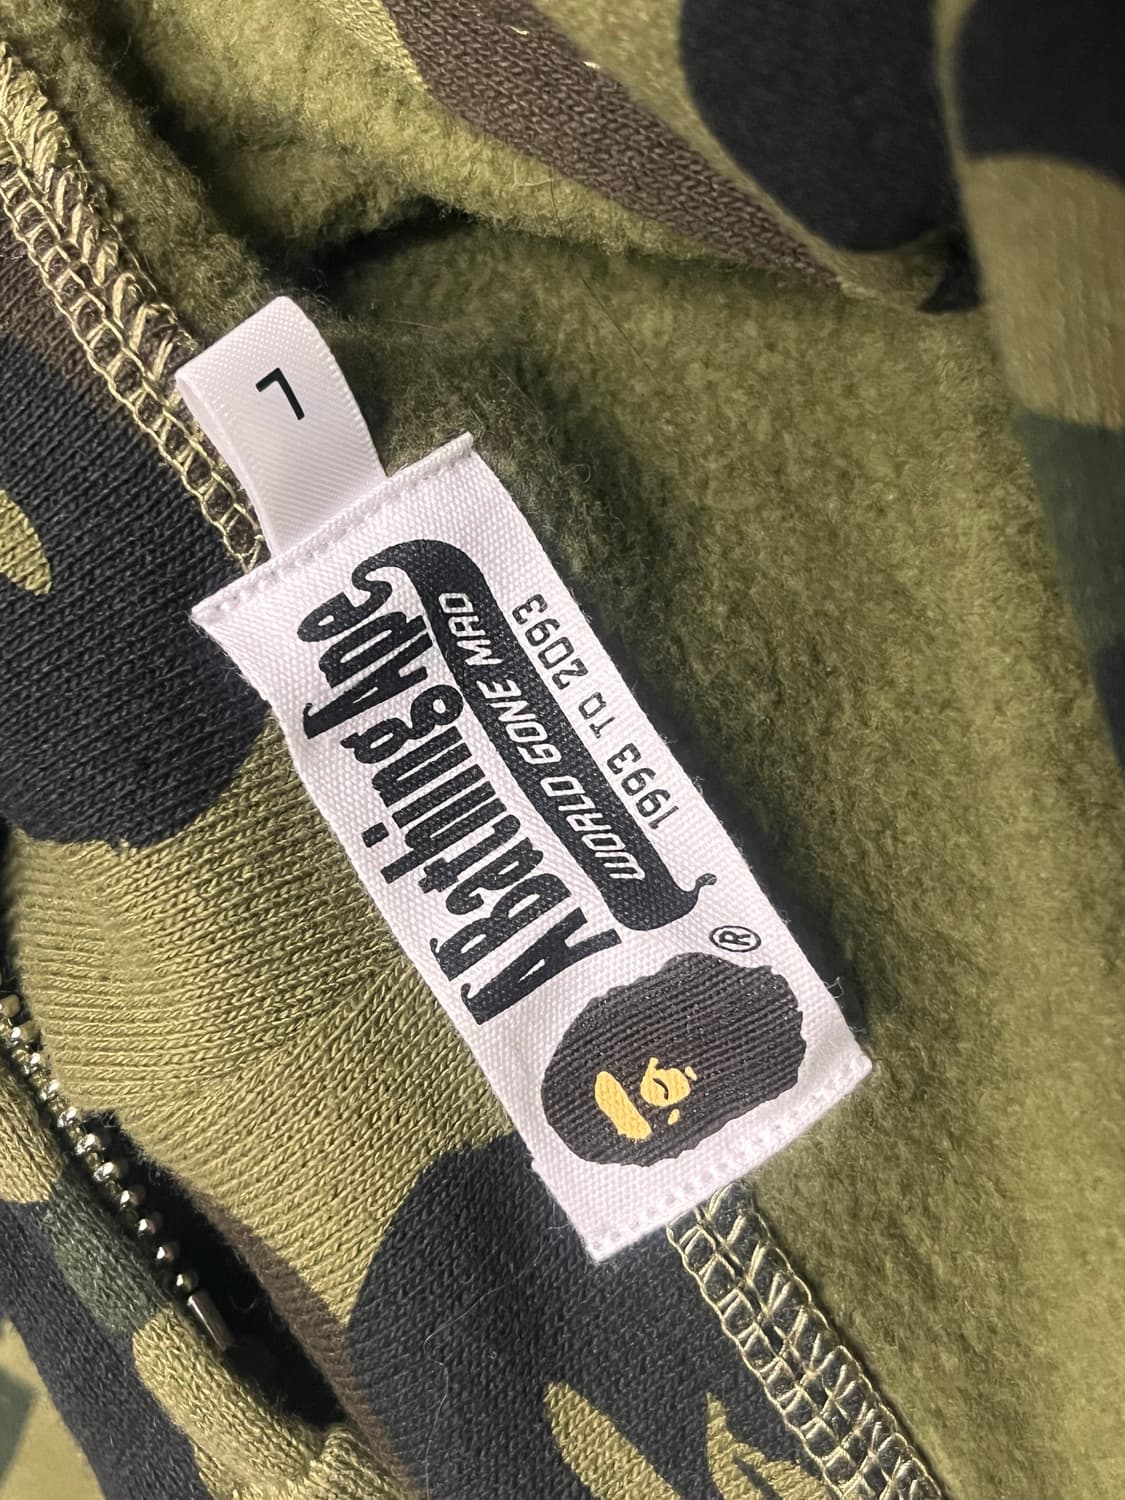 L
A Bathing Ape
WORLD GONE MAD
1993 TO 2093
®